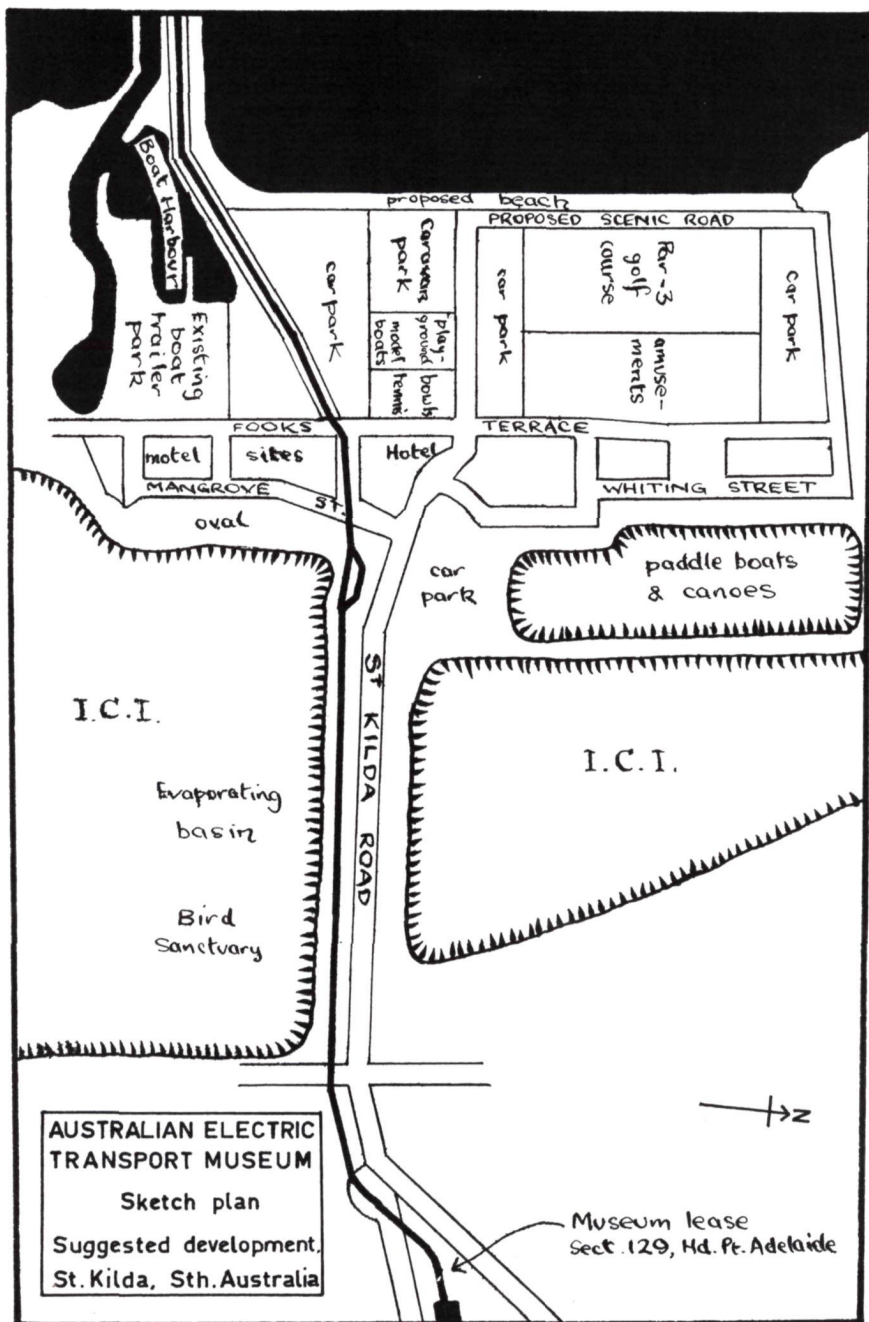 Boat Harbour
proposed beach
PROPOSED SCENIC ROAD
Existing
boat
trailer
park
car park
Caravan
park
play-
ground
model
boats
bowls
tennis
car park
Par-3
golf
course
amuse-
ments
car park
FOOKS TERRACE
motel sites
Hotel
MANGROVE ST.
WHITING STREET
oval
car
park
paddle boats
& canoes
ST KILDA ROAD
I.C.I.
I.C.I.
Evaporating
basin
Bird
Sanctuary
N
AUSTRALIAN ELECTRIC
TRANSPORT MUSEUM
Sketch plan
Suggested development,
St. Kilda, Sth. Australia
Museum lease
Sect. 129, Hd. Pt. Adelaide